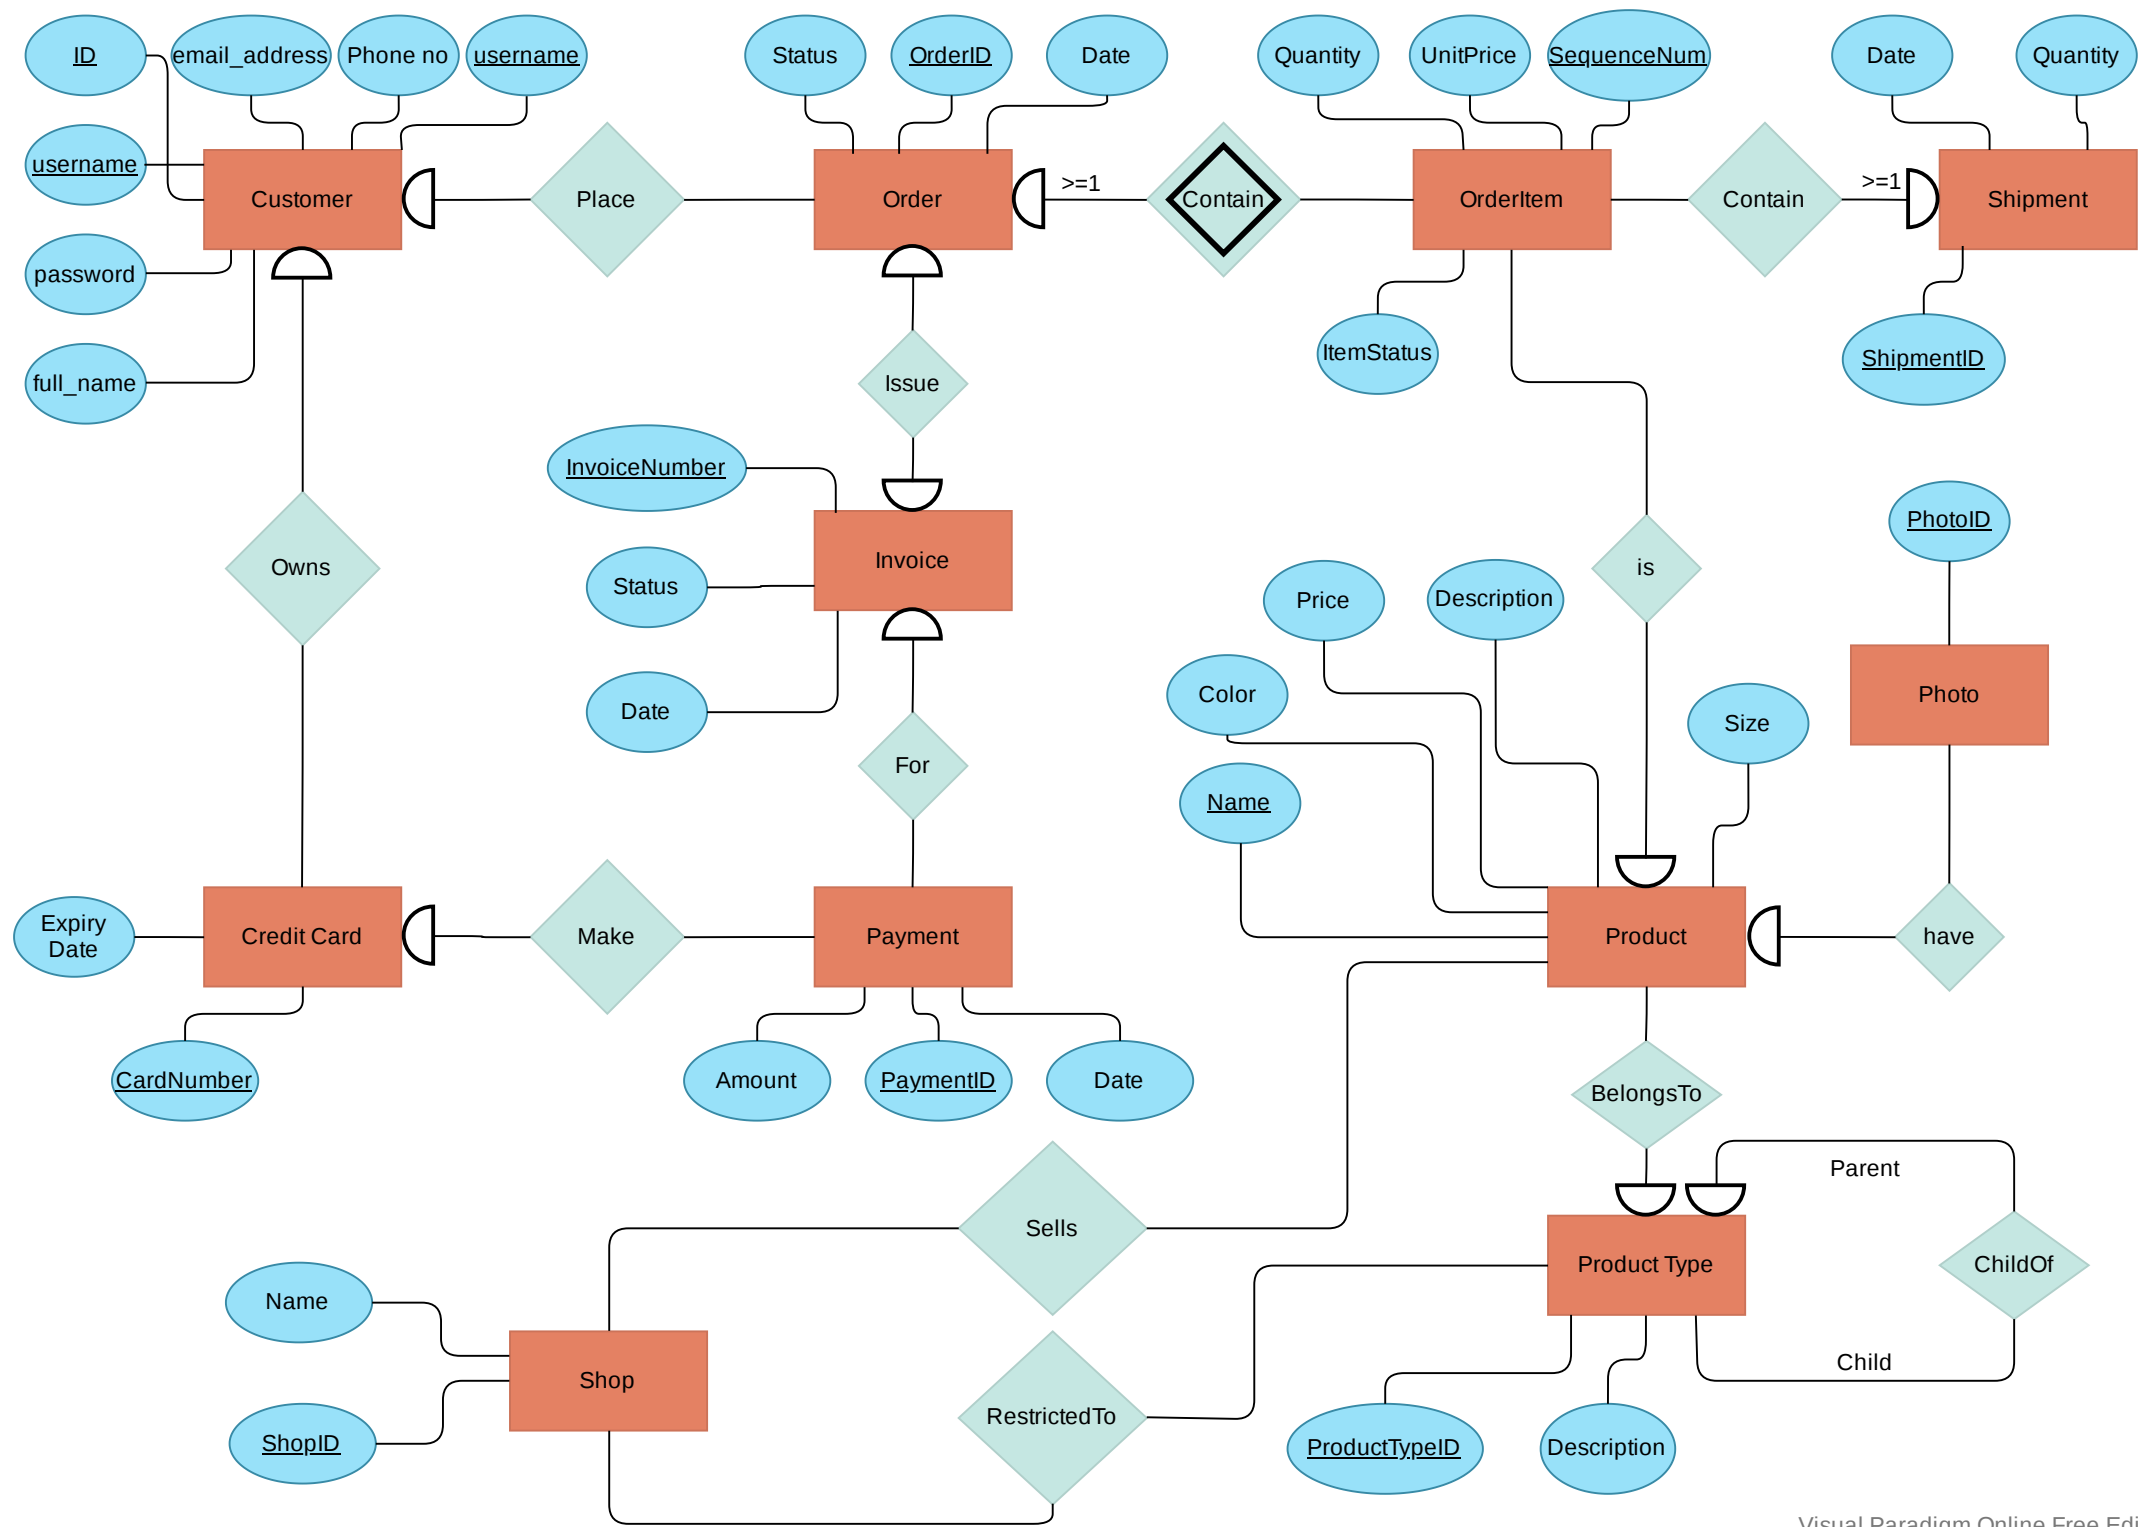 ID
email_address
Phone no
username
Status
OrderID
Date
Quantity
UnitPrice
SequenceNum
Date
Quantity
username
Customer
Place
Order
>=1
Contain
OrderItem
Contain
>=1
Shipment
password
full_name
Issue
ItemStatus
ShipmentID
InvoiceNumber
Invoice
Status
Date
Owns
is
PhotoID
Price
Description
Color
Size
Photo
Name
For
Expiry
Date
Credit Card
Make
Payment
Product
have
CardNumber
Amount
PaymentID
Date
BelongsTo
Parent
Sells
Product Type
ChildOf
Name
Shop
Child
RestrictedTo
ShopID
ProductTypeID
Description
Visual Paradigm Online Free Edi